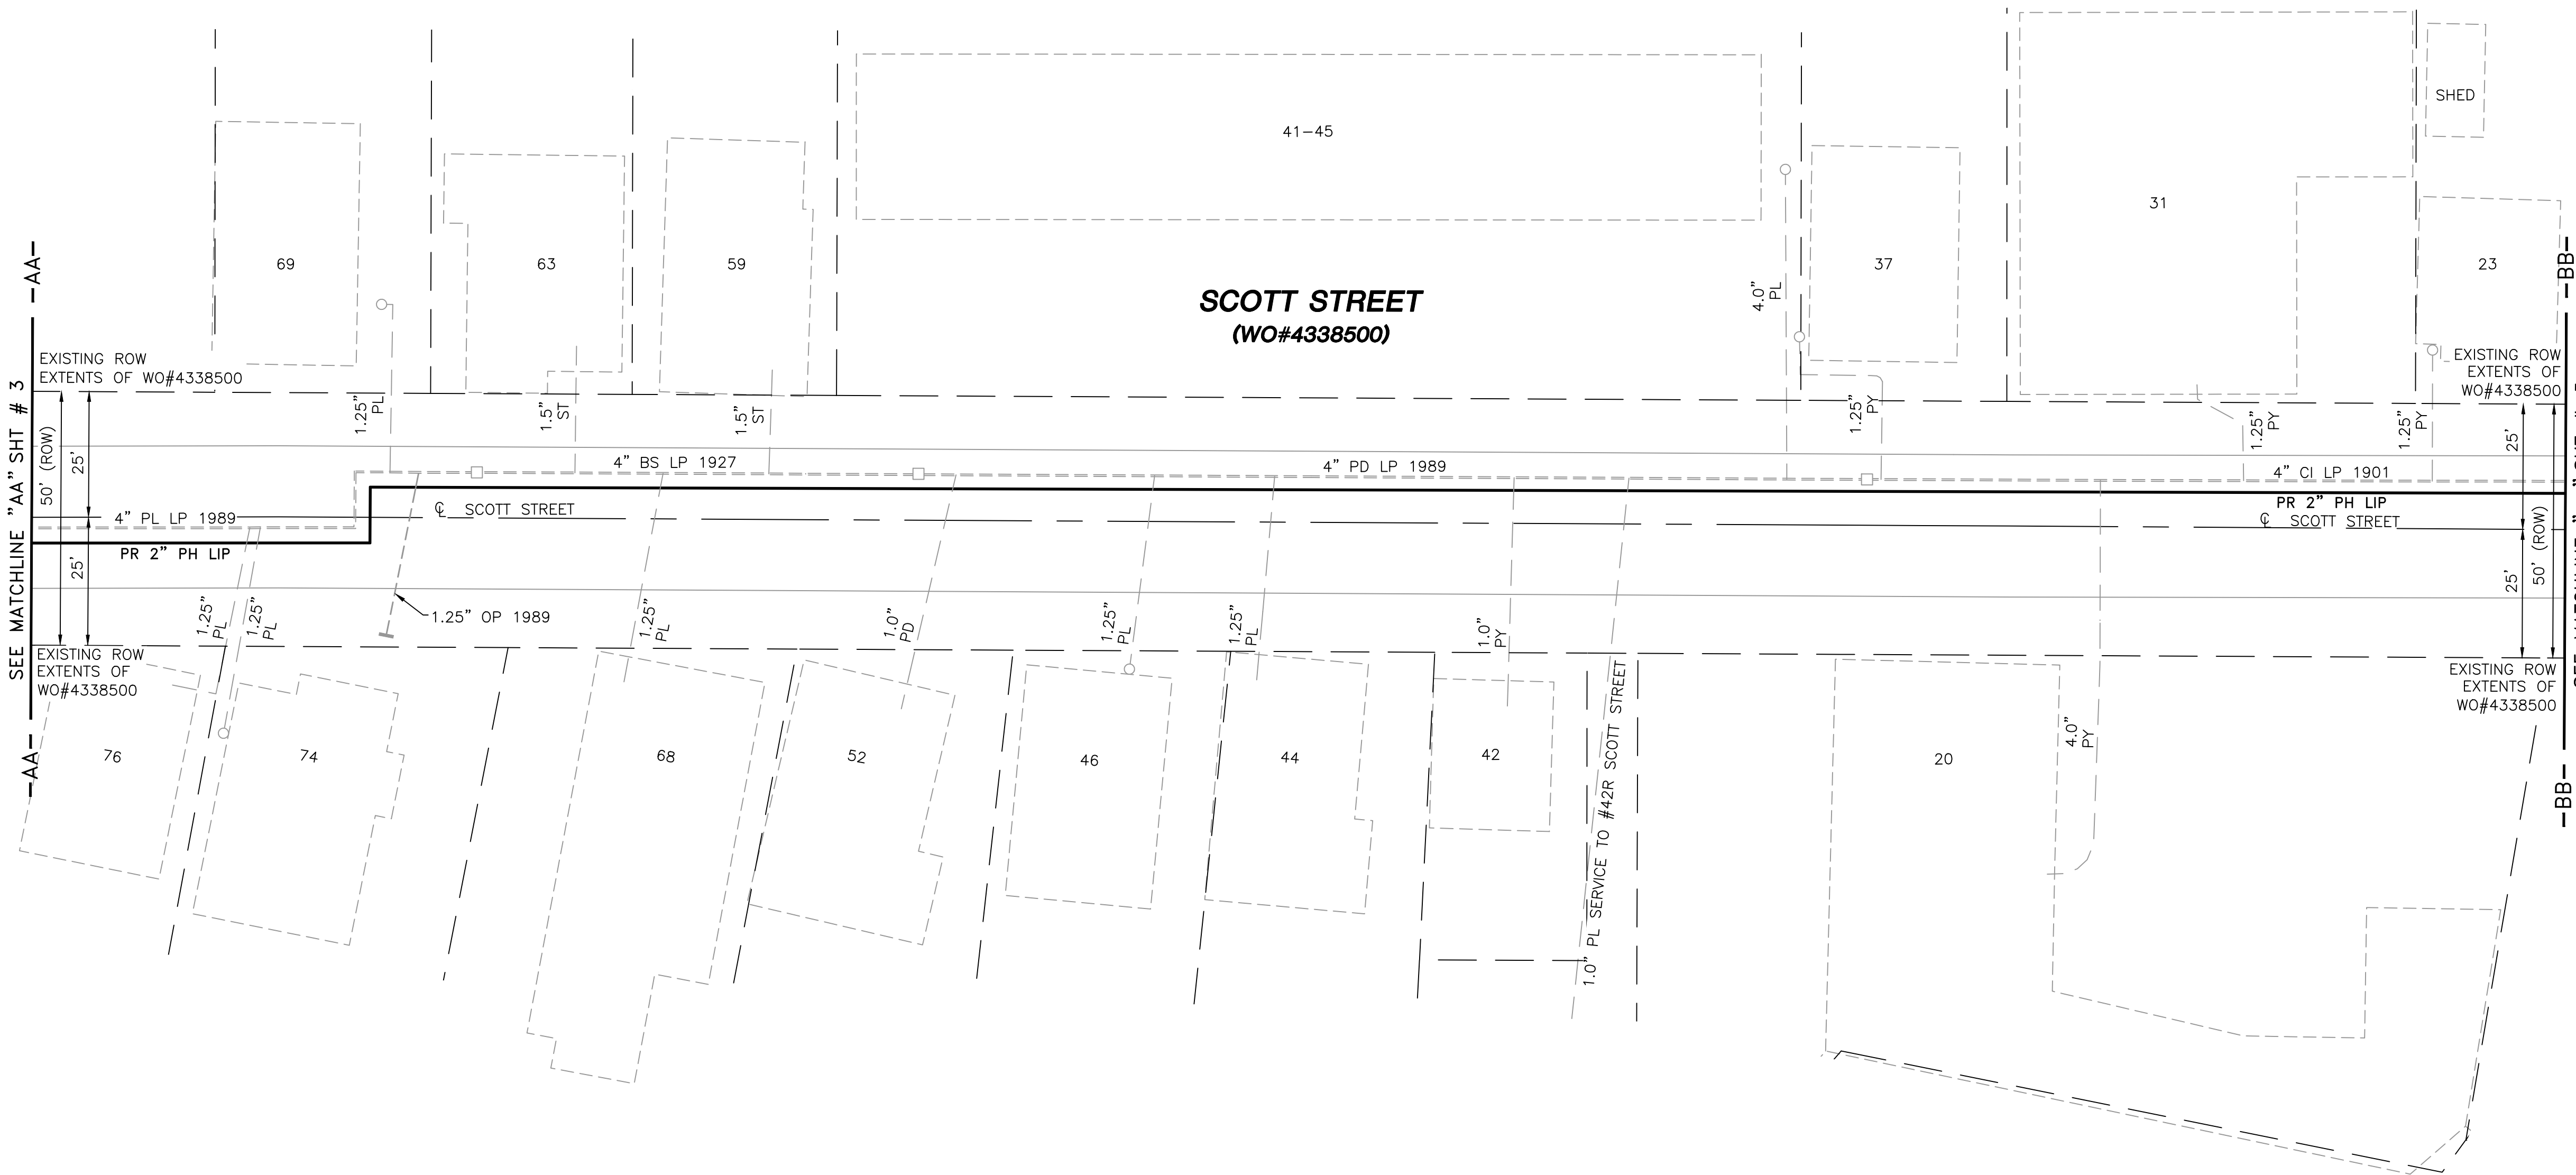 SHED
41-45
31
69
63
59
37
23
-AA-
-BB-
SCOTT STREET
(WO#4338500)
4.0"
PL
EXISTING ROW
EXTENTS OF WO#4338500
EXISTING ROW
EXTENTS OF
WO#4338500
SEE MATCHLINE "AA" SHT # 3
50' (ROW)
25'
25'
1.25"
PL
1.5"
ST
1.5"
ST
1.25"
PY
1.25"
PY
1.25"
PY
25'
25'
50' (ROW)
4" BS LP 1927
4" PD LP 1989
4" CI LP 1901
PR 2" PH LIP
℄ SCOTT STREET
℄ SCOTT STREET
4" PL LP 1989
PR 2" PH LIP
1.25"
PL
1.25"
PL
1.25" OP 1989
1.25"
PL
1.0"
PD
1.25"
PL
1.25"
PL
1.0"
PY
EXISTING ROW
EXTENTS OF
WO#4338500
EXISTING ROW
EXTENTS OF
WO#4338500
1.0" PL SERVICE TO #42R SCOTT STREET
4.0"
PY
-AA-
-BB-
76
74
68
52
46
44
42
20